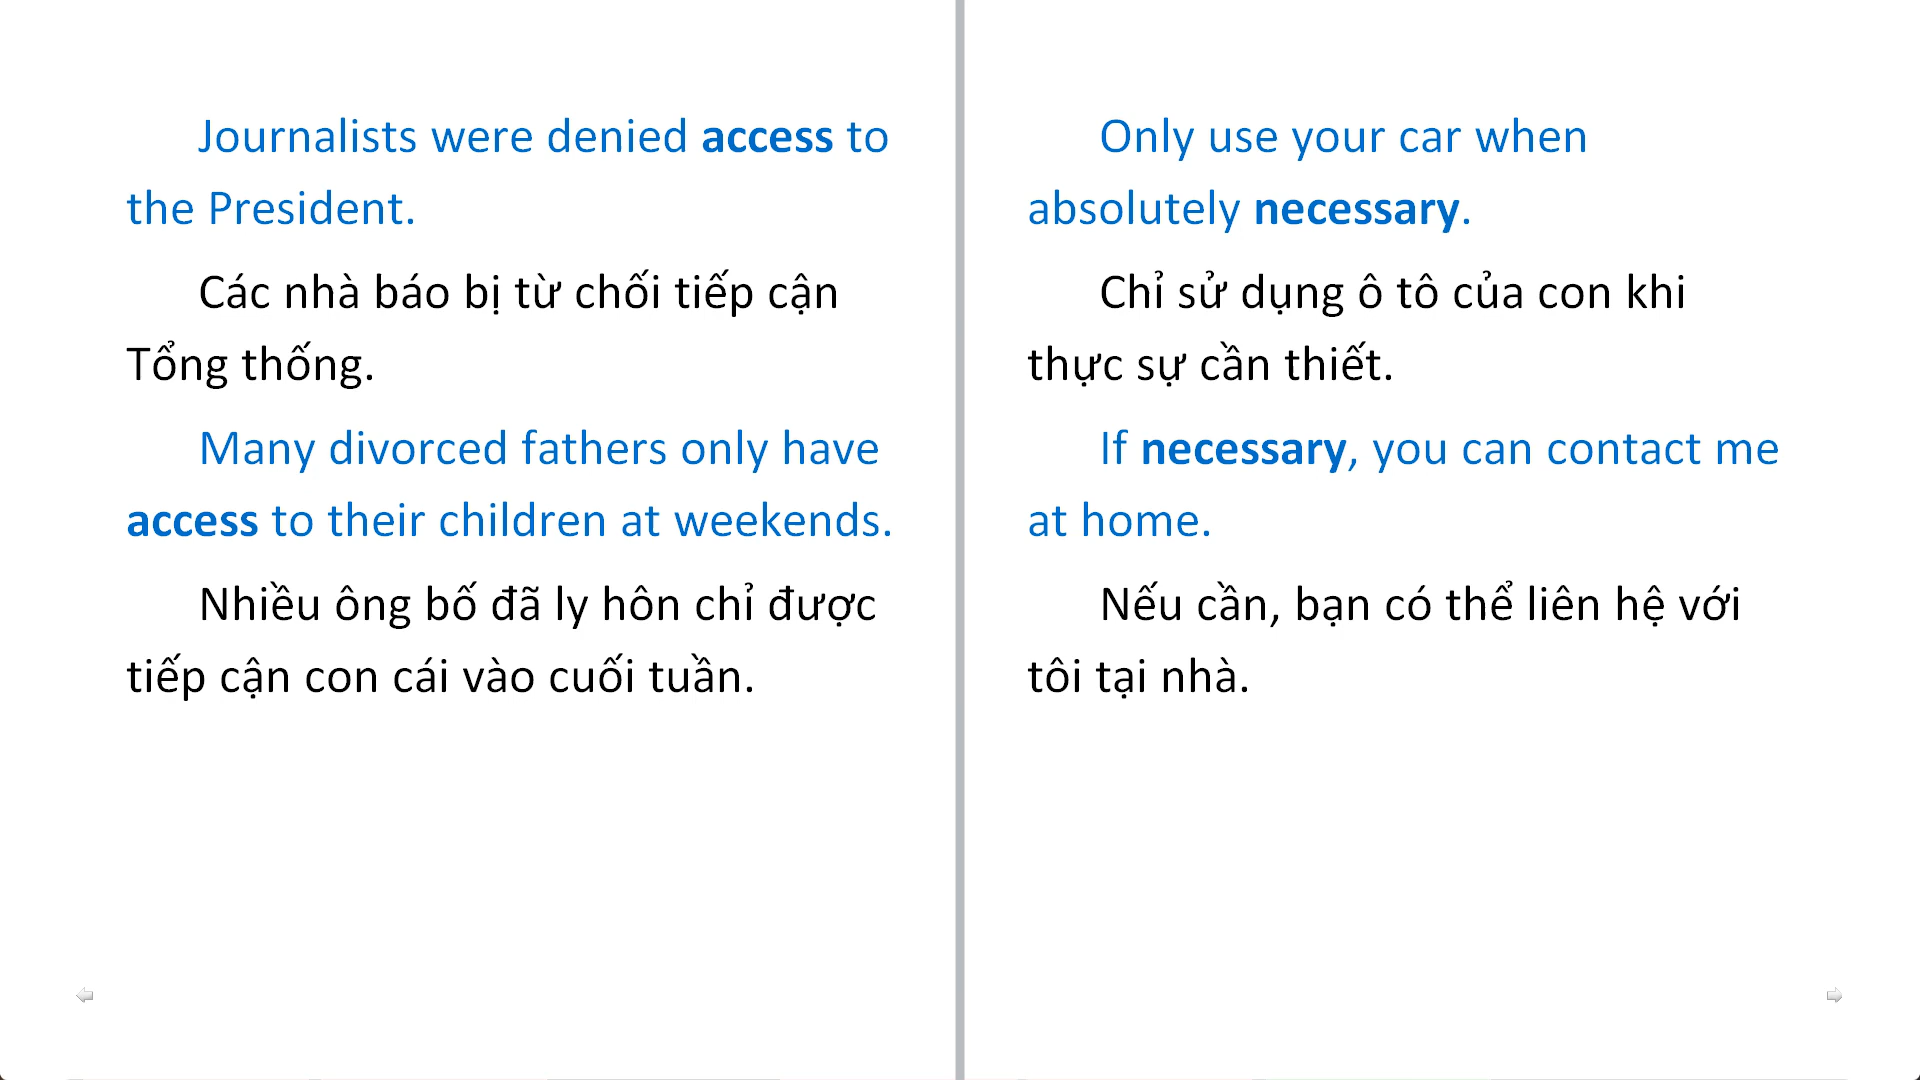 Journalists were denied access to
the President.
Các nhà báo bị từ chối tiếp cận
Tổng thống.
Many divorced fathers only have
access to their children at weekends.
Nhiều ông bố đã ly hôn chỉ được
tiếp cận con cái vào cuối tuần.
Only use your car when
absolutely necessary.
Chỉ sử dụng ô tô của con khi
thực sự cần thiết.
If necessary, you can contact me
at home.
Nếu cần, bạn có thể liên hệ với
tôi tại nhà.